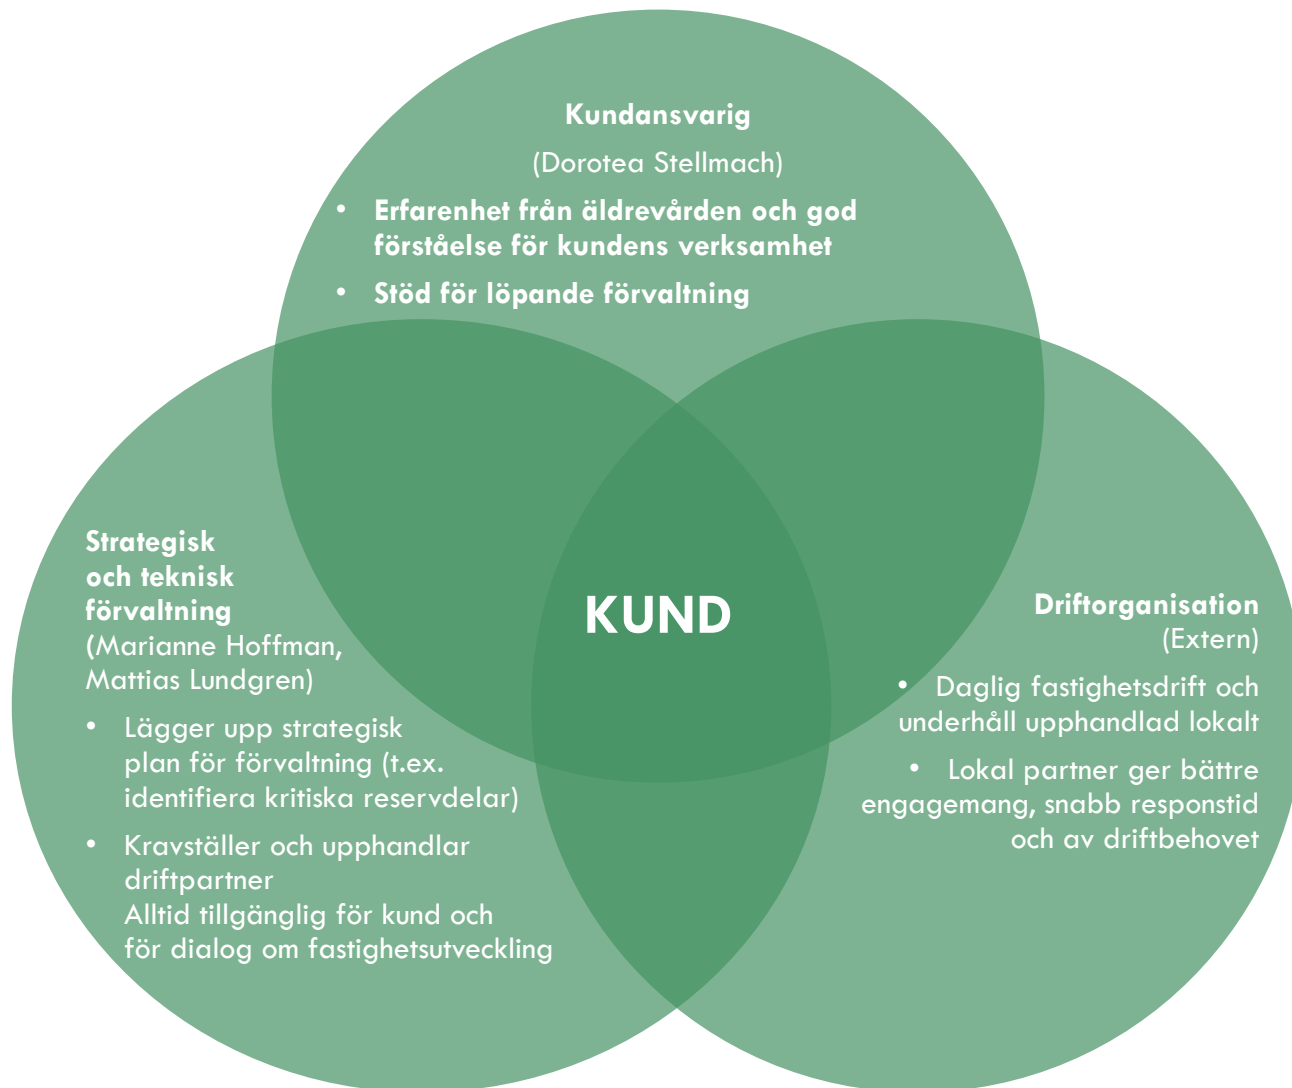 Kundansvarig
(Dorotea Stellmach)
• Erfarenhet från äldrevården och god
förståelse för kundens verksamhet
• Stöd för löpande förvaltning
Strategisk
och teknisk
förvaltning
(Marianne Hoffman,
Mattias Lundgren)
• Lägger upp strategisk
plan för förvaltning (t.ex.
identifiera kritiska reservdelar)
• Kravställer och upphandlar
driftpartner
Alltid tillgänglig för kund och
för dialog om fastighetsutveckling
KUND
Driftorganisation
(Extern)
• Daglig fastighetsdrift och
underhåll upphandlad lokalt
• Lokal partner ger bättre
engagemang, snabb responstid
och av driftbehovet